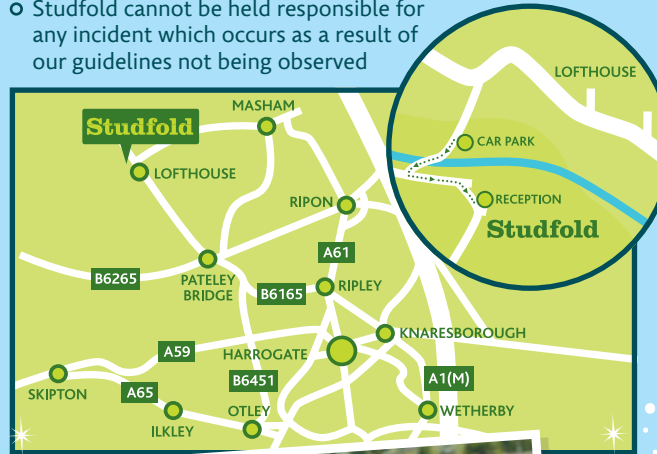 Studfold cannot be held responsible for
any incident which occurs as a result of
our guidelines not being observed
LOFTHOUSE
CAR PARK
RECEPTION
Studfold
MASHAM
Studfold
LOFTHOUSE
RIPON
A61
B6265
PATELEY
BRIDGE
B6165
RIPLEY
KNARESBOROUGH
A59
HARROGATE
SKIPTON
A65
B6451
A1(M)
ILKLEY
OTLEY
WETHERBY